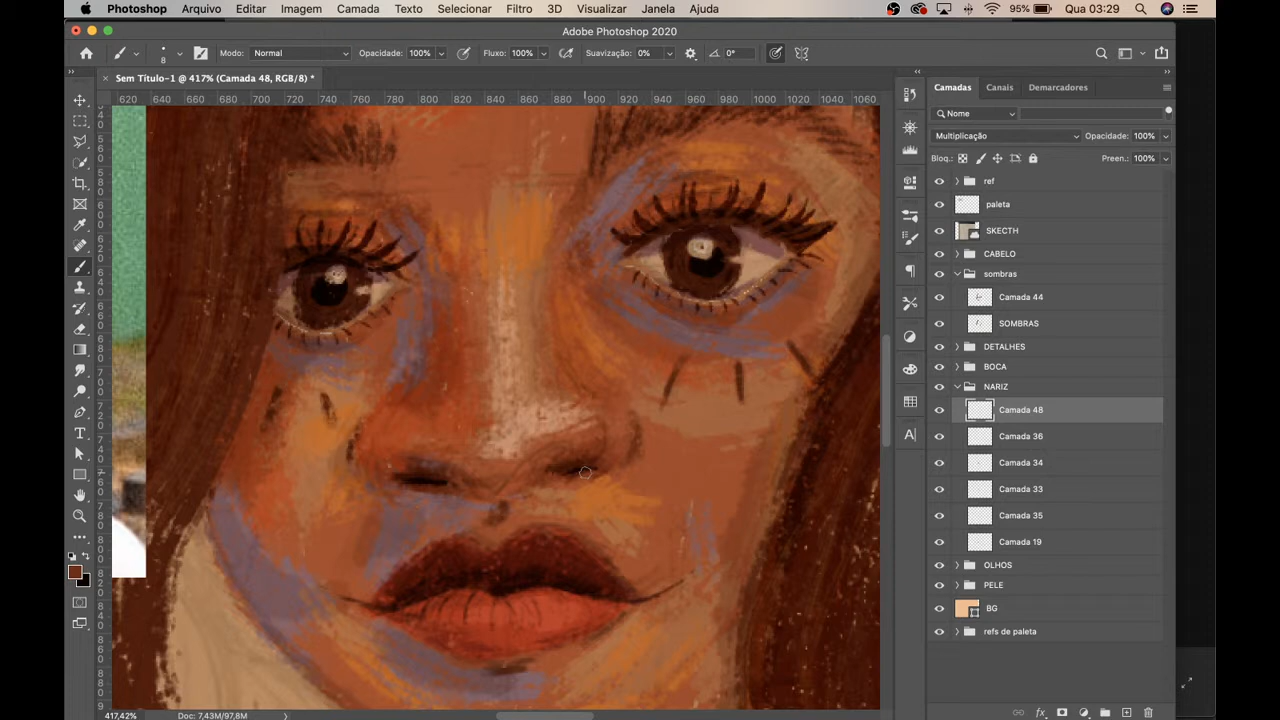 Photoshop Arquivo Editar Imagem Camada Texto Selecionar Filtro 3D Visualizar Janela Ajuda 95% Qua 03:29
Adobe Photoshop 2020
8 Modo: Normal Opacidade: 100% Fluxo: 100% Suavização: 0% 0°
Sem Título-1 @ 417% (Camada 48, RGB/8) *
620 700 720 740 760 780 800 820 840 860 880 900 920 940 960 980 1000 1020 1040 1060
Camadas Canais Demarcadores
Nome
Multiplicação Opacidade: 100%
Bloq.: Preen.: 100%
ref
paleta
SKECTH
CABELO
sombras
Camada 44
SOMBRAS
DETALHES
BOCA
NARIZ
Camada 48
Camada 36
Camada 34
Camada 33
Camada 35
Camada 19
OLHOS
PELE
BG
refs de paleta
417,42% Doc: 7,43M/97,8M